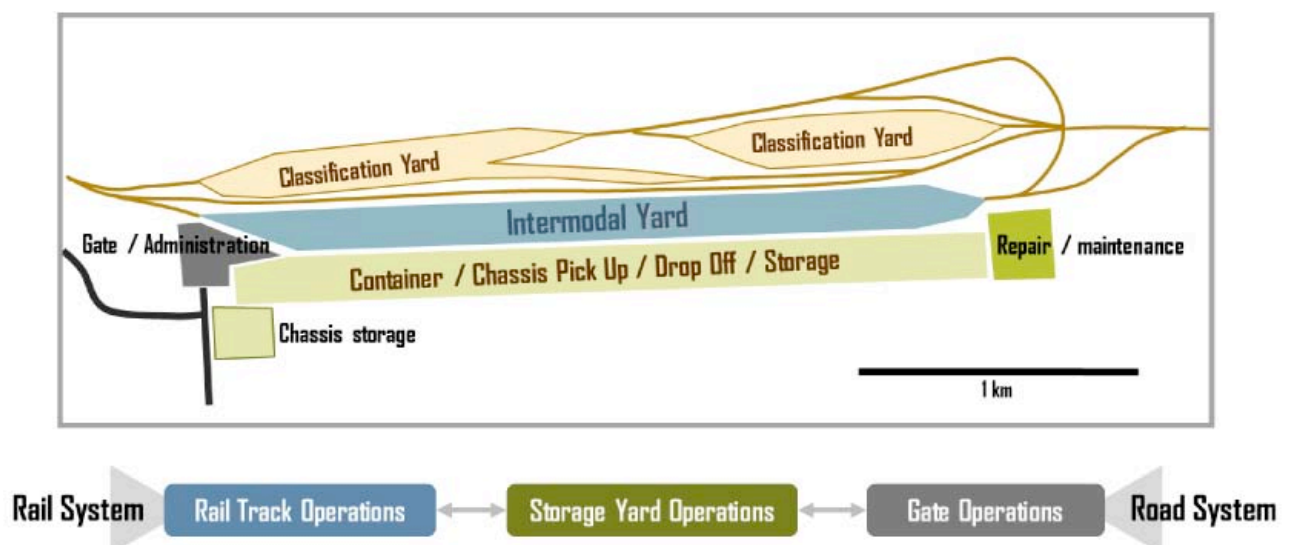 Classification Yard
Classification Yard
Intermodal Yard
Gate / Administration
Repair / maintenance
Container / Chassis Pick Up / Drop Off / Storage
Chassis storage
1 km
Rail System
Rail Track Operations
Storage Yard Operations
Gate Operations
Road System